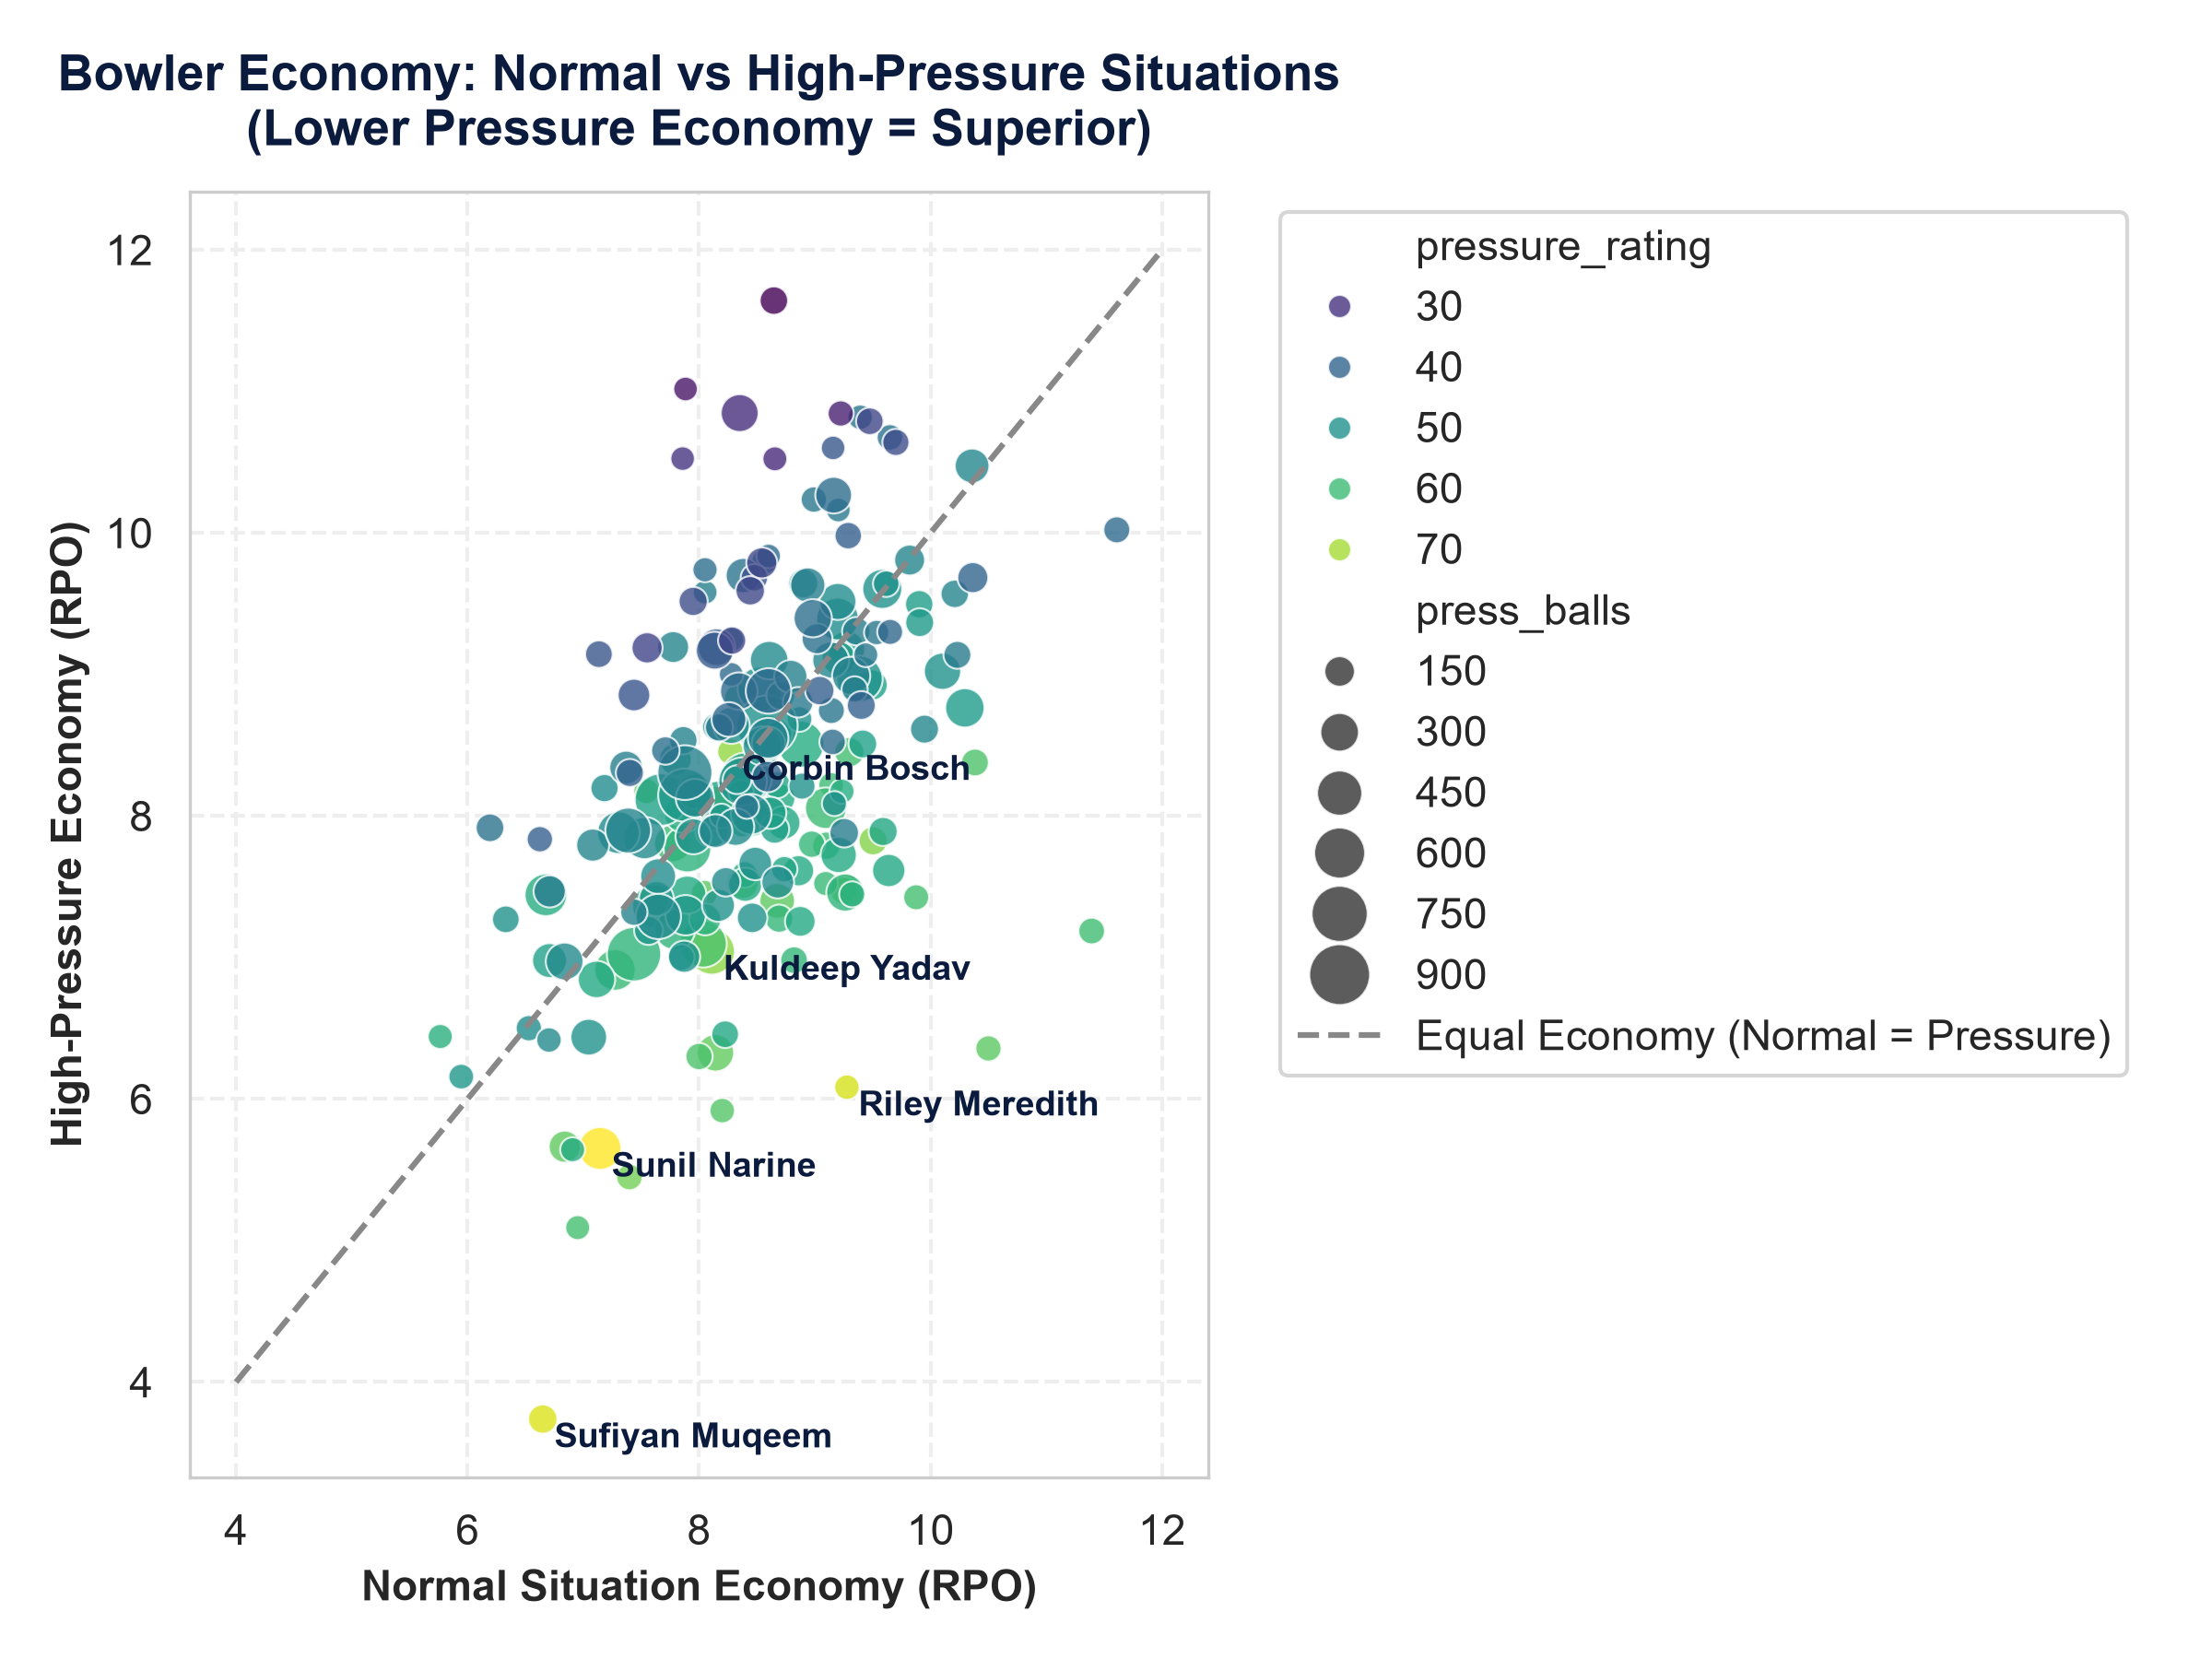 Bowler Economy: Normal vs High-Pressure Situations
(Lower Pressure Economy = Superior)
High-Pressure Economy (RPO)
12
10
8
6
4
Corbin Bosch
Kuldeep Yadav
Riley Meredith
Sunil Narine
Sufiyan Muqeem
4 6 8 10 12
Normal Situation Economy (RPO)
pressure_rating
30
40
50
60
70
press_balls
150
300
450
600
750
900
Equal Economy (Normal = Pressure)